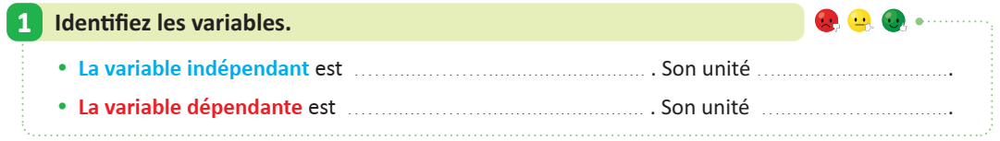 1 Identifiez les variables.
• La variable indépendant est ........................ . Son unité ........................ .
• La variable dépendante est ........................ . Son unité ........................ .